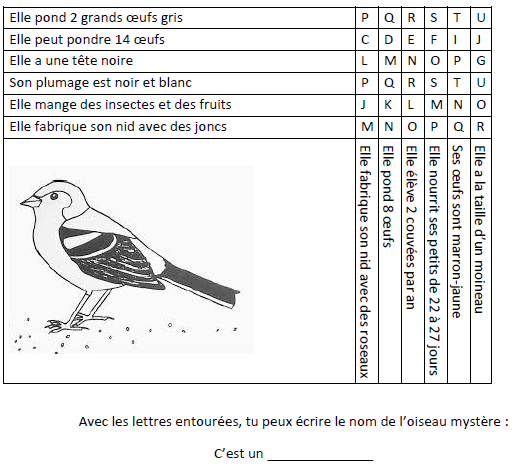 Elle pond 2 grands œufs gris P Q R S T U
Elle peut pondre 14 œufs C D E F I J
Elle a une tête noire L M N O P G
Son plumage est noir et blanc P Q R S T U
Elle mange des insectes et des fruits J K L M N O
Elle fabrique son nid avec des joncs M N O P Q R
Elle fabrique son nid avec des roseaux
Elle pond 8 œufs
Elle élève 2 couvées par an
Elle nourrit ses petits de 22 à 27 jours
Ses œufs sont marron-jaune
Elle a la taille d'un moineau
Avec les lettres entourées, tu peux écrire le nom de l'oiseau mystère :
C'est un _______________